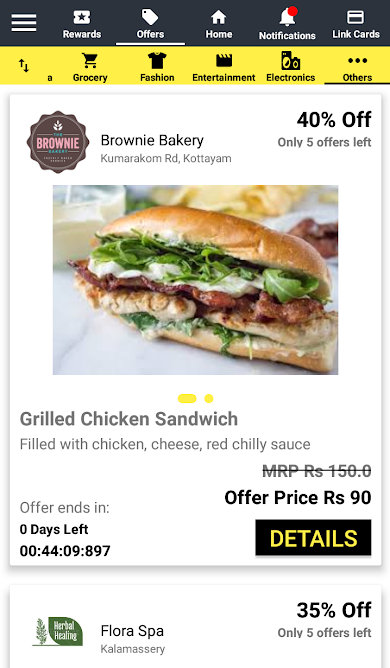 Rewards
Offers
Home
Notifications
Link Cards
a
Grocery
Fashion
Entertainment
Electronics
Others
40% Off
Only 5 offers left
THE
BROWNIE
BAKERY
Brownie Bakery
Kumarakom Rd, Kottayam
Grilled Chicken Sandwich
Filled with chicken, cheese, red chilly sauce
MRP Rs 150.0
Offer Price Rs 90
Offer ends in:
0 Days Left
00:44:09:897
DETAILS
35% Off
Only 5 offers left
Herbal
Healing
Flora Spa
Kalamassery